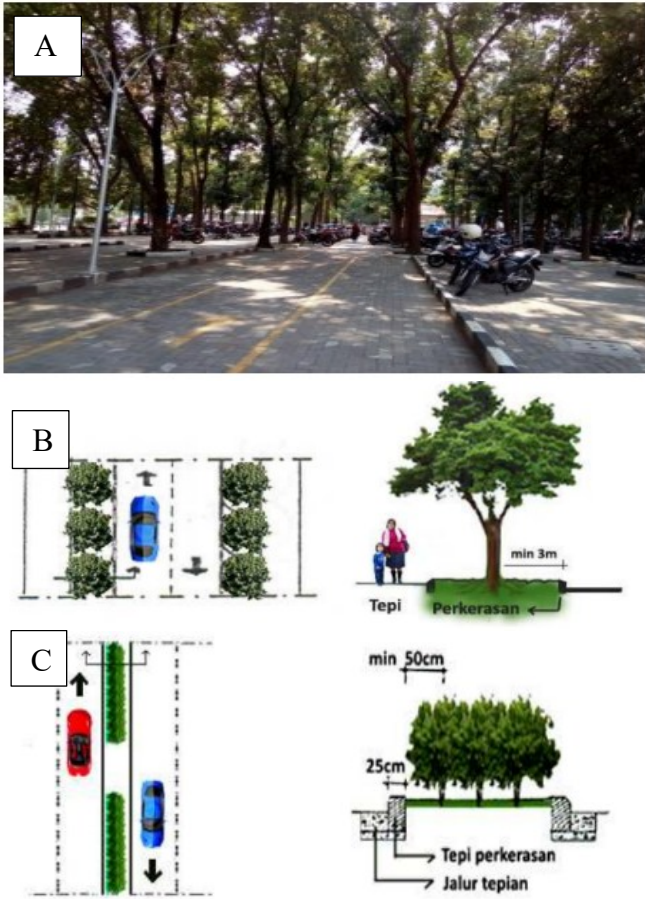 A
B
min 3m
Tepi
Perkerasan
C
min 50cm
25cm
Tepi perkerasan
Jalur tepian